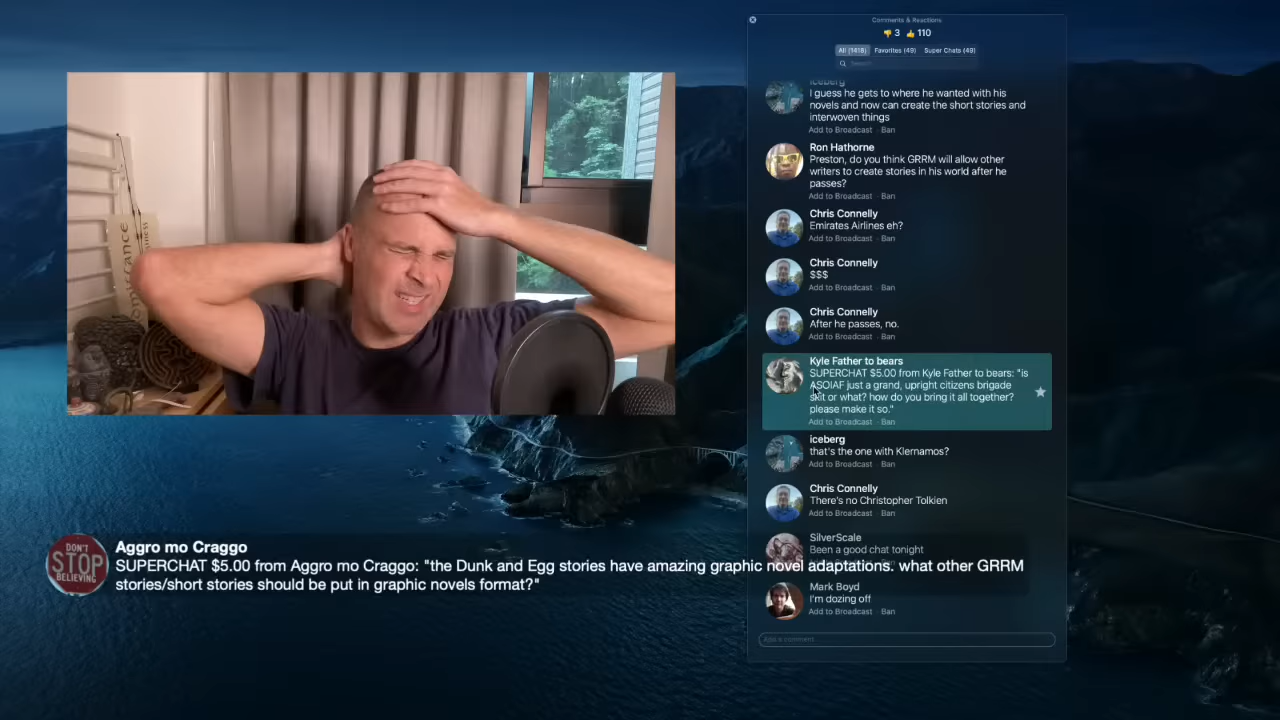 Comments & Reactions
👎 3 👍 110
All (1418) Favorites (49) Super Chats (49)
Search
iceberg
I guess he gets to where he wanted with his
novels and now can create the short stories and
interwoven things
Add to Broadcast · Ban
Ron Hathorne
Preston, do you think GRRM will allow other
writers to create stories in his world after he
passes?
Add to Broadcast · Ban
Chris Connelly
Emirates Airlines eh?
Add to Broadcast · Ban
Chris Connelly
$$$
Add to Broadcast · Ban
Chris Connelly
After he passes, no.
Add to Broadcast · Ban
Kyle Father to bears
SUPERCHAT $5.00 from Kyle Father to bears: "is
ASOIAF just a grand, upright citizens brigade
skit or what? how do you bring it all together?
please make it so."
Add to Broadcast · Ban
iceberg
that's the one with Klernamos?
Add to Broadcast · Ban
Chris Connelly
There's no Christopher Tolkien
Add to Broadcast · Ban
SilverScale
Been a good chat tonight
Mark Boyd
I'm dozing off
Add to Broadcast · Ban
Add a comment
DON'T
STOP
BELIEVING
Aggro mo Craggo
SUPERCHAT $5.00 from Aggro mo Craggo: "the Dunk and Egg stories have amazing graphic novel adaptations. what other GRRM
stories/short stories should be put in graphic novels format?"